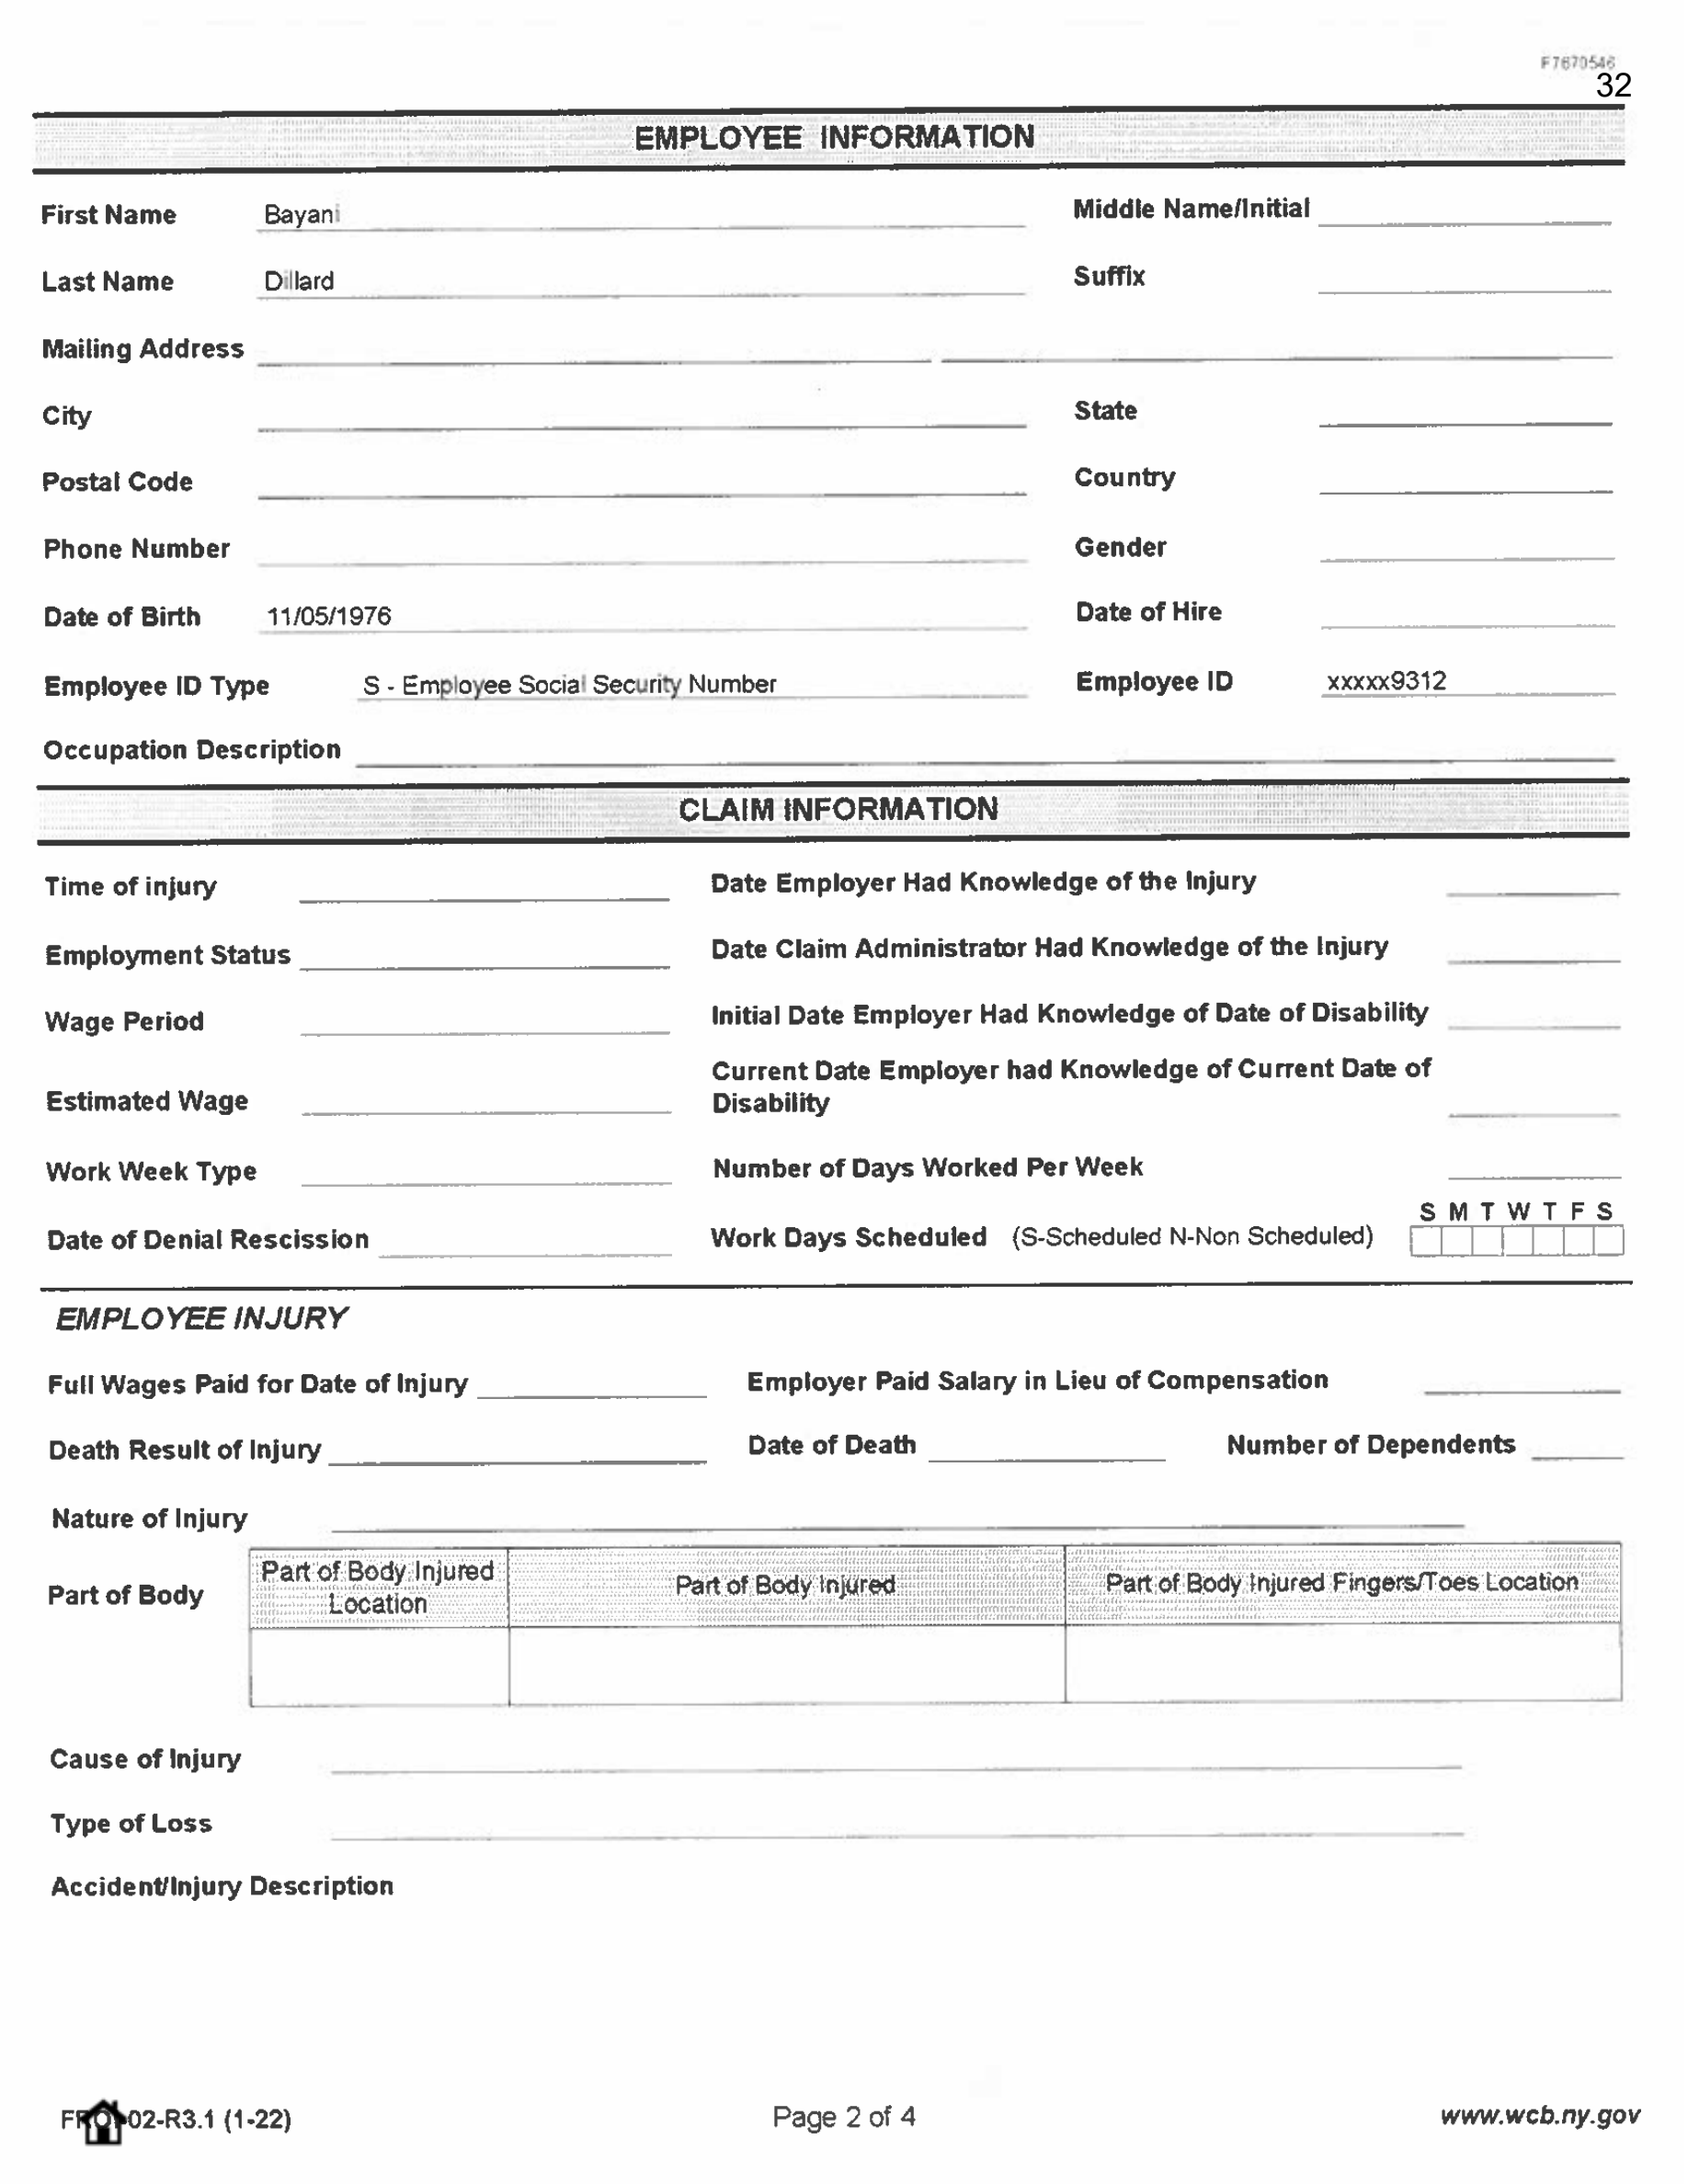 F7670546
32
EMPLOYEE INFORMATION
First Name Bayani Middle Name/Initial
Last Name Dillard Suffix
Mailing Address
City State
Postal Code Country
Phone Number Gender
Date of Birth 11/05/1976 Date of Hire
Employee ID Type S - Employee Social Security Number Employee ID xxxxx9312
Occupation Description
CLAIM INFORMATION
Time of injury Date Employer Had Knowledge of the Injury
Employment Status Date Claim Administrator Had Knowledge of the Injury
Wage Period Initial Date Employer Had Knowledge of Date of Disability
Current Date Employer had Knowledge of Current Date of
Estimated Wage Disability
Work Week Type Number of Days Worked Per Week
S M T W T F S
Date of Denial Rescission Work Days Scheduled (S-Scheduled N-Non Scheduled)
EMPLOYEE INJURY
Full Wages Paid for Date of Injury Employer Paid Salary in Lieu of Compensation
Death Result of Injury Date of Death Number of Dependents
Nature of Injury
Part of Body Part of Body Injured Location Part of Body Injured Part of Body Injured Fingers/Toes Location
Cause of Injury
Type of Loss
Accident/Injury Description
02-R3.1 (1-22) Page 2 of 4 www.wcb.ny.gov